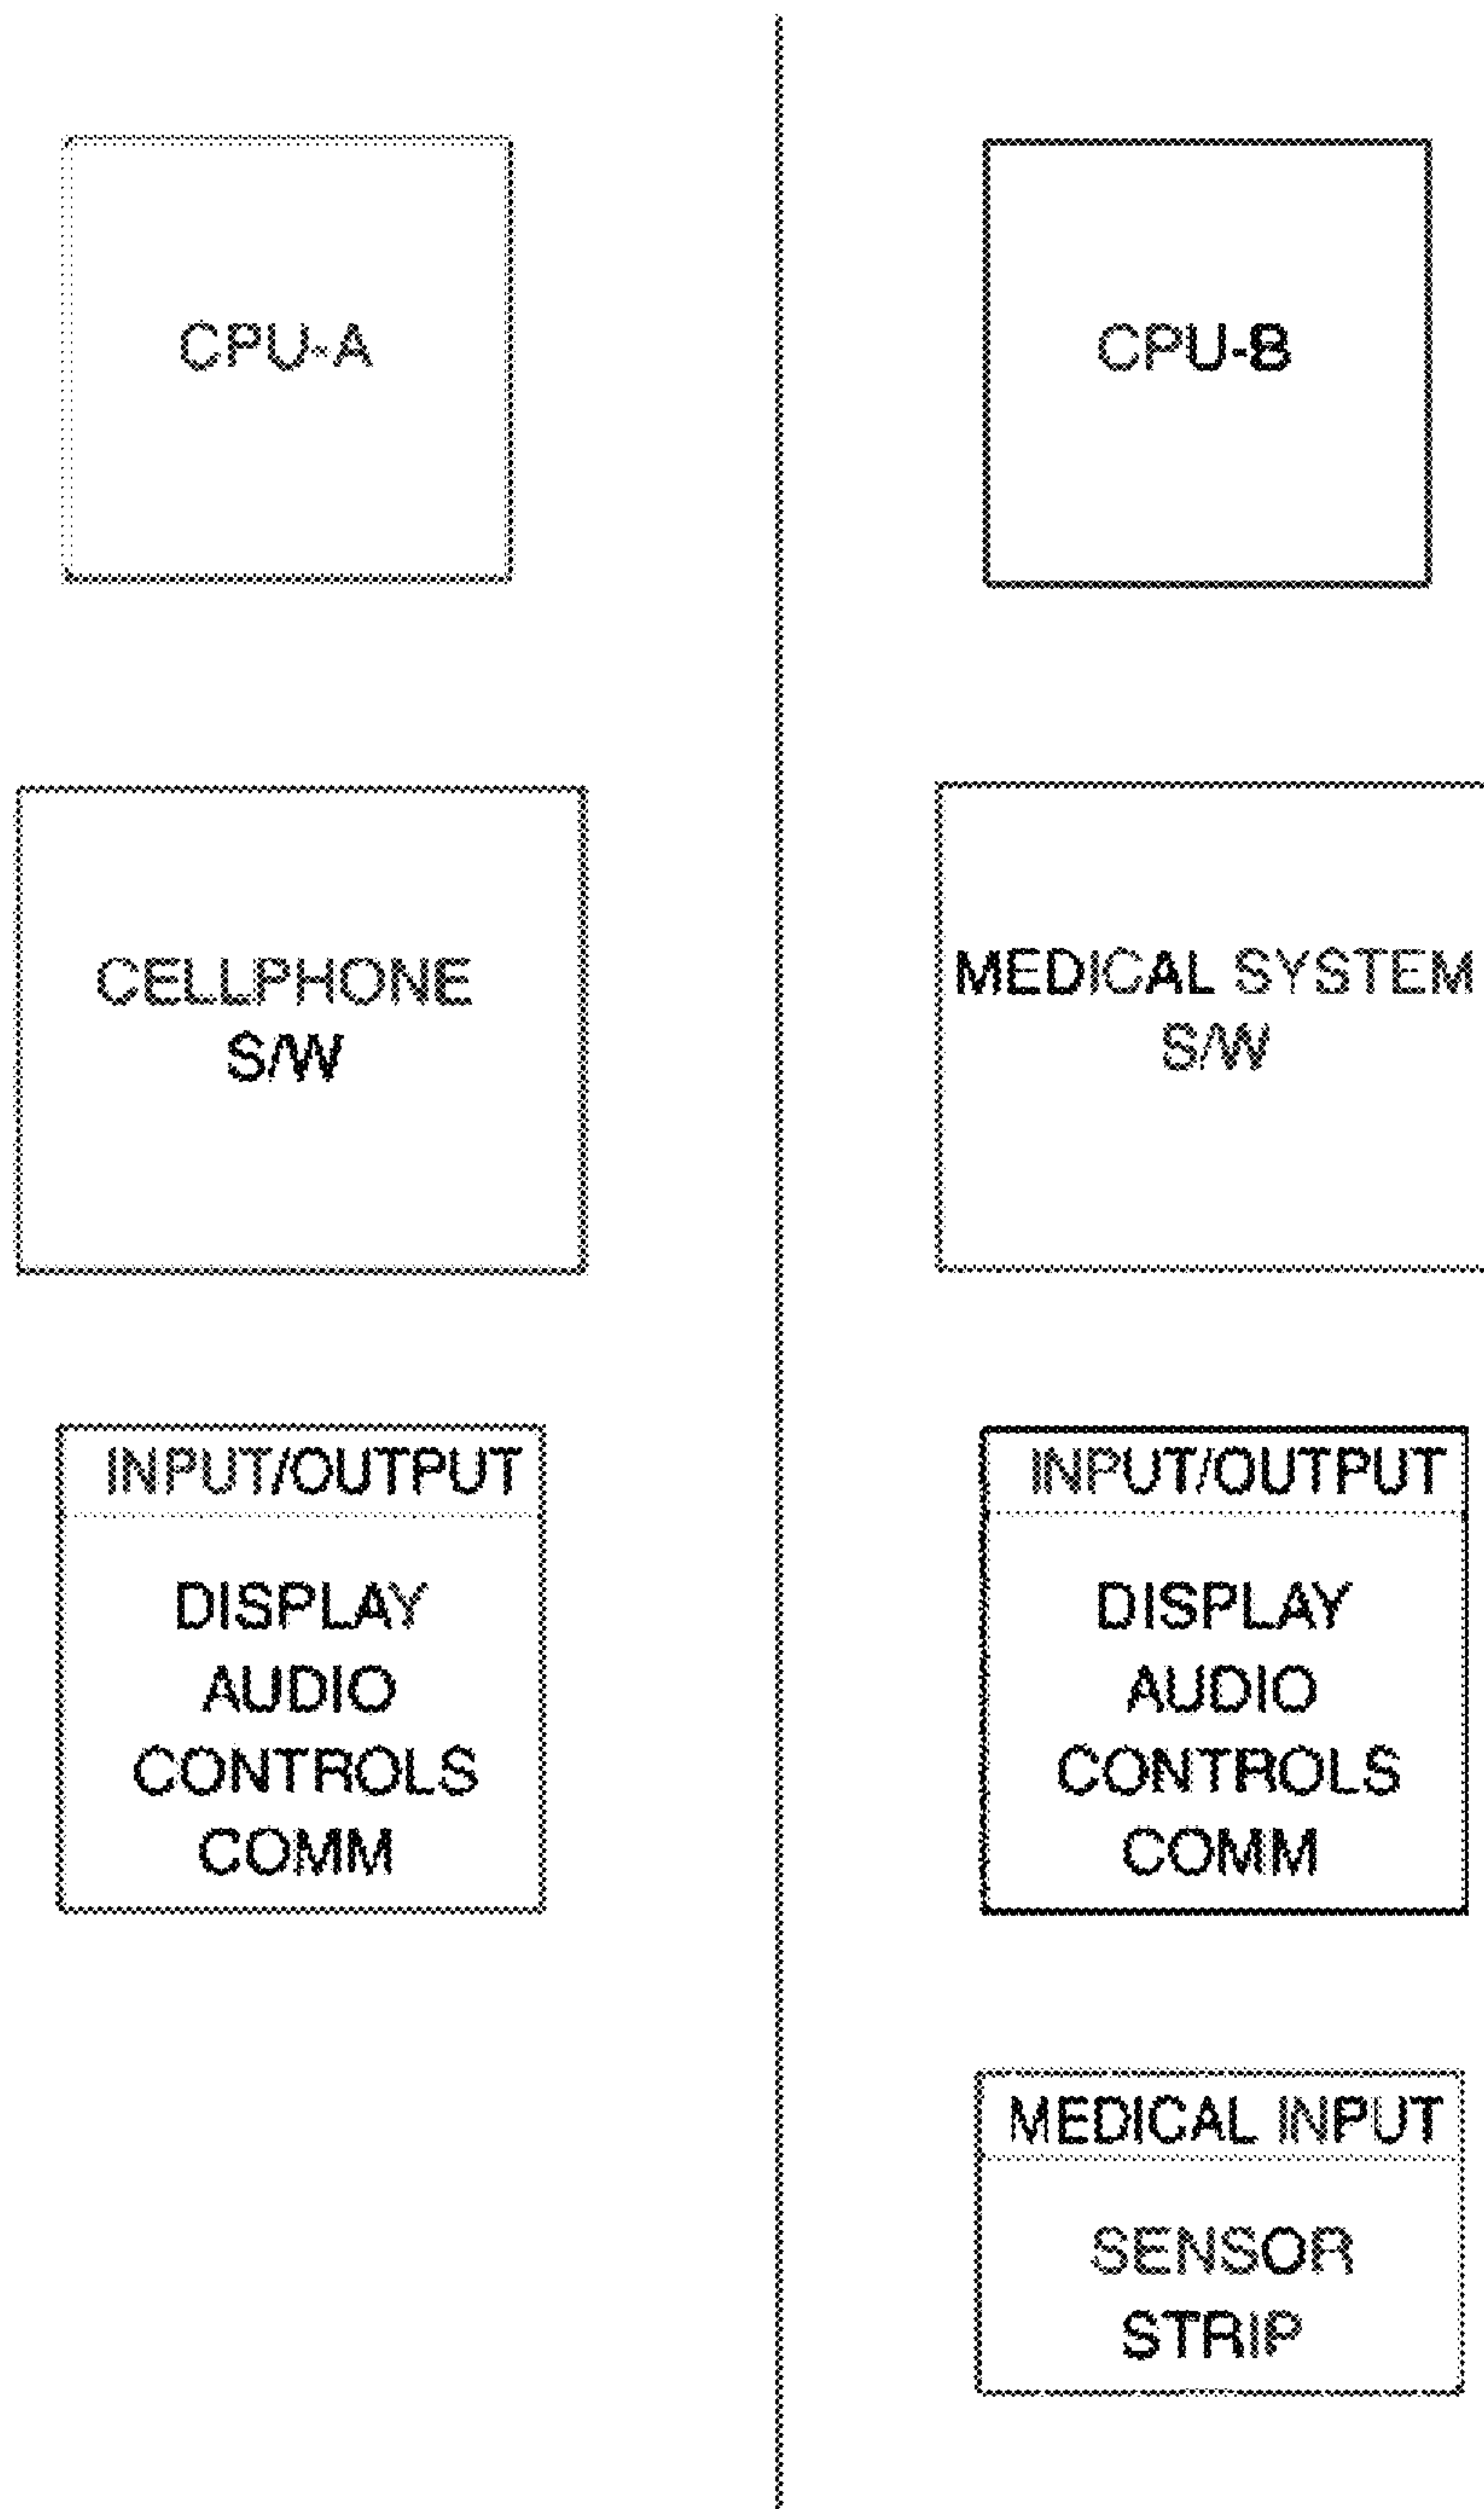 CPU-A
CELLPHONE
S/W
INPUT/OUTPUT
DISPLAY
AUDIO
CONTROLS
COMM
CPU-B
MEDICAL SYSTEM
S/W
INPUT/OUTPUT
DISPLAY
AUDIO
CONTROLS
COMM
MEDICAL INPUT
SENSOR
STRIP